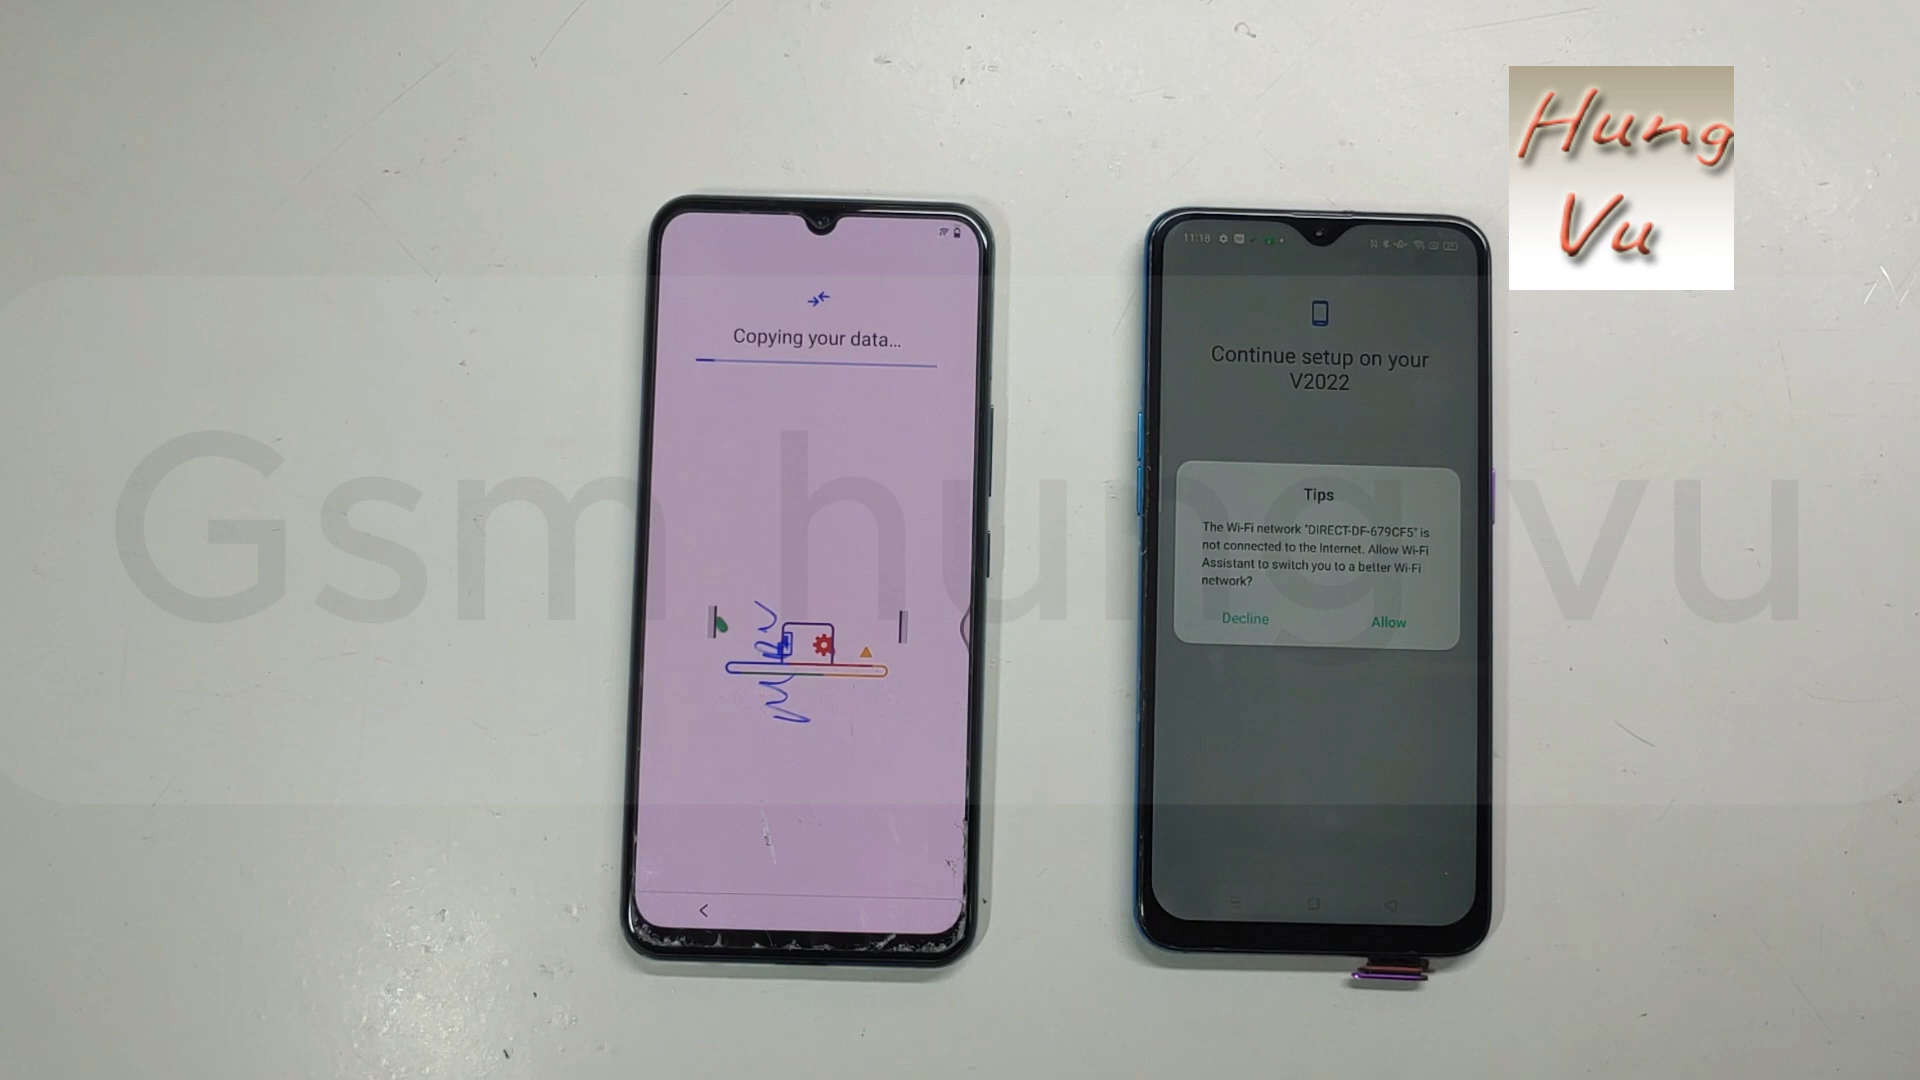 Hung
Vu
Copying your data...
11:18
Continue setup on your
V2022
Tips
The Wi-Fi network "DIRECT-DF-679CF5" is
not connected to the Internet. Allow Wi-Fi
Assistant to switch you to a better Wi-Fi
network?
Decline
Allow
Gsm hung vu